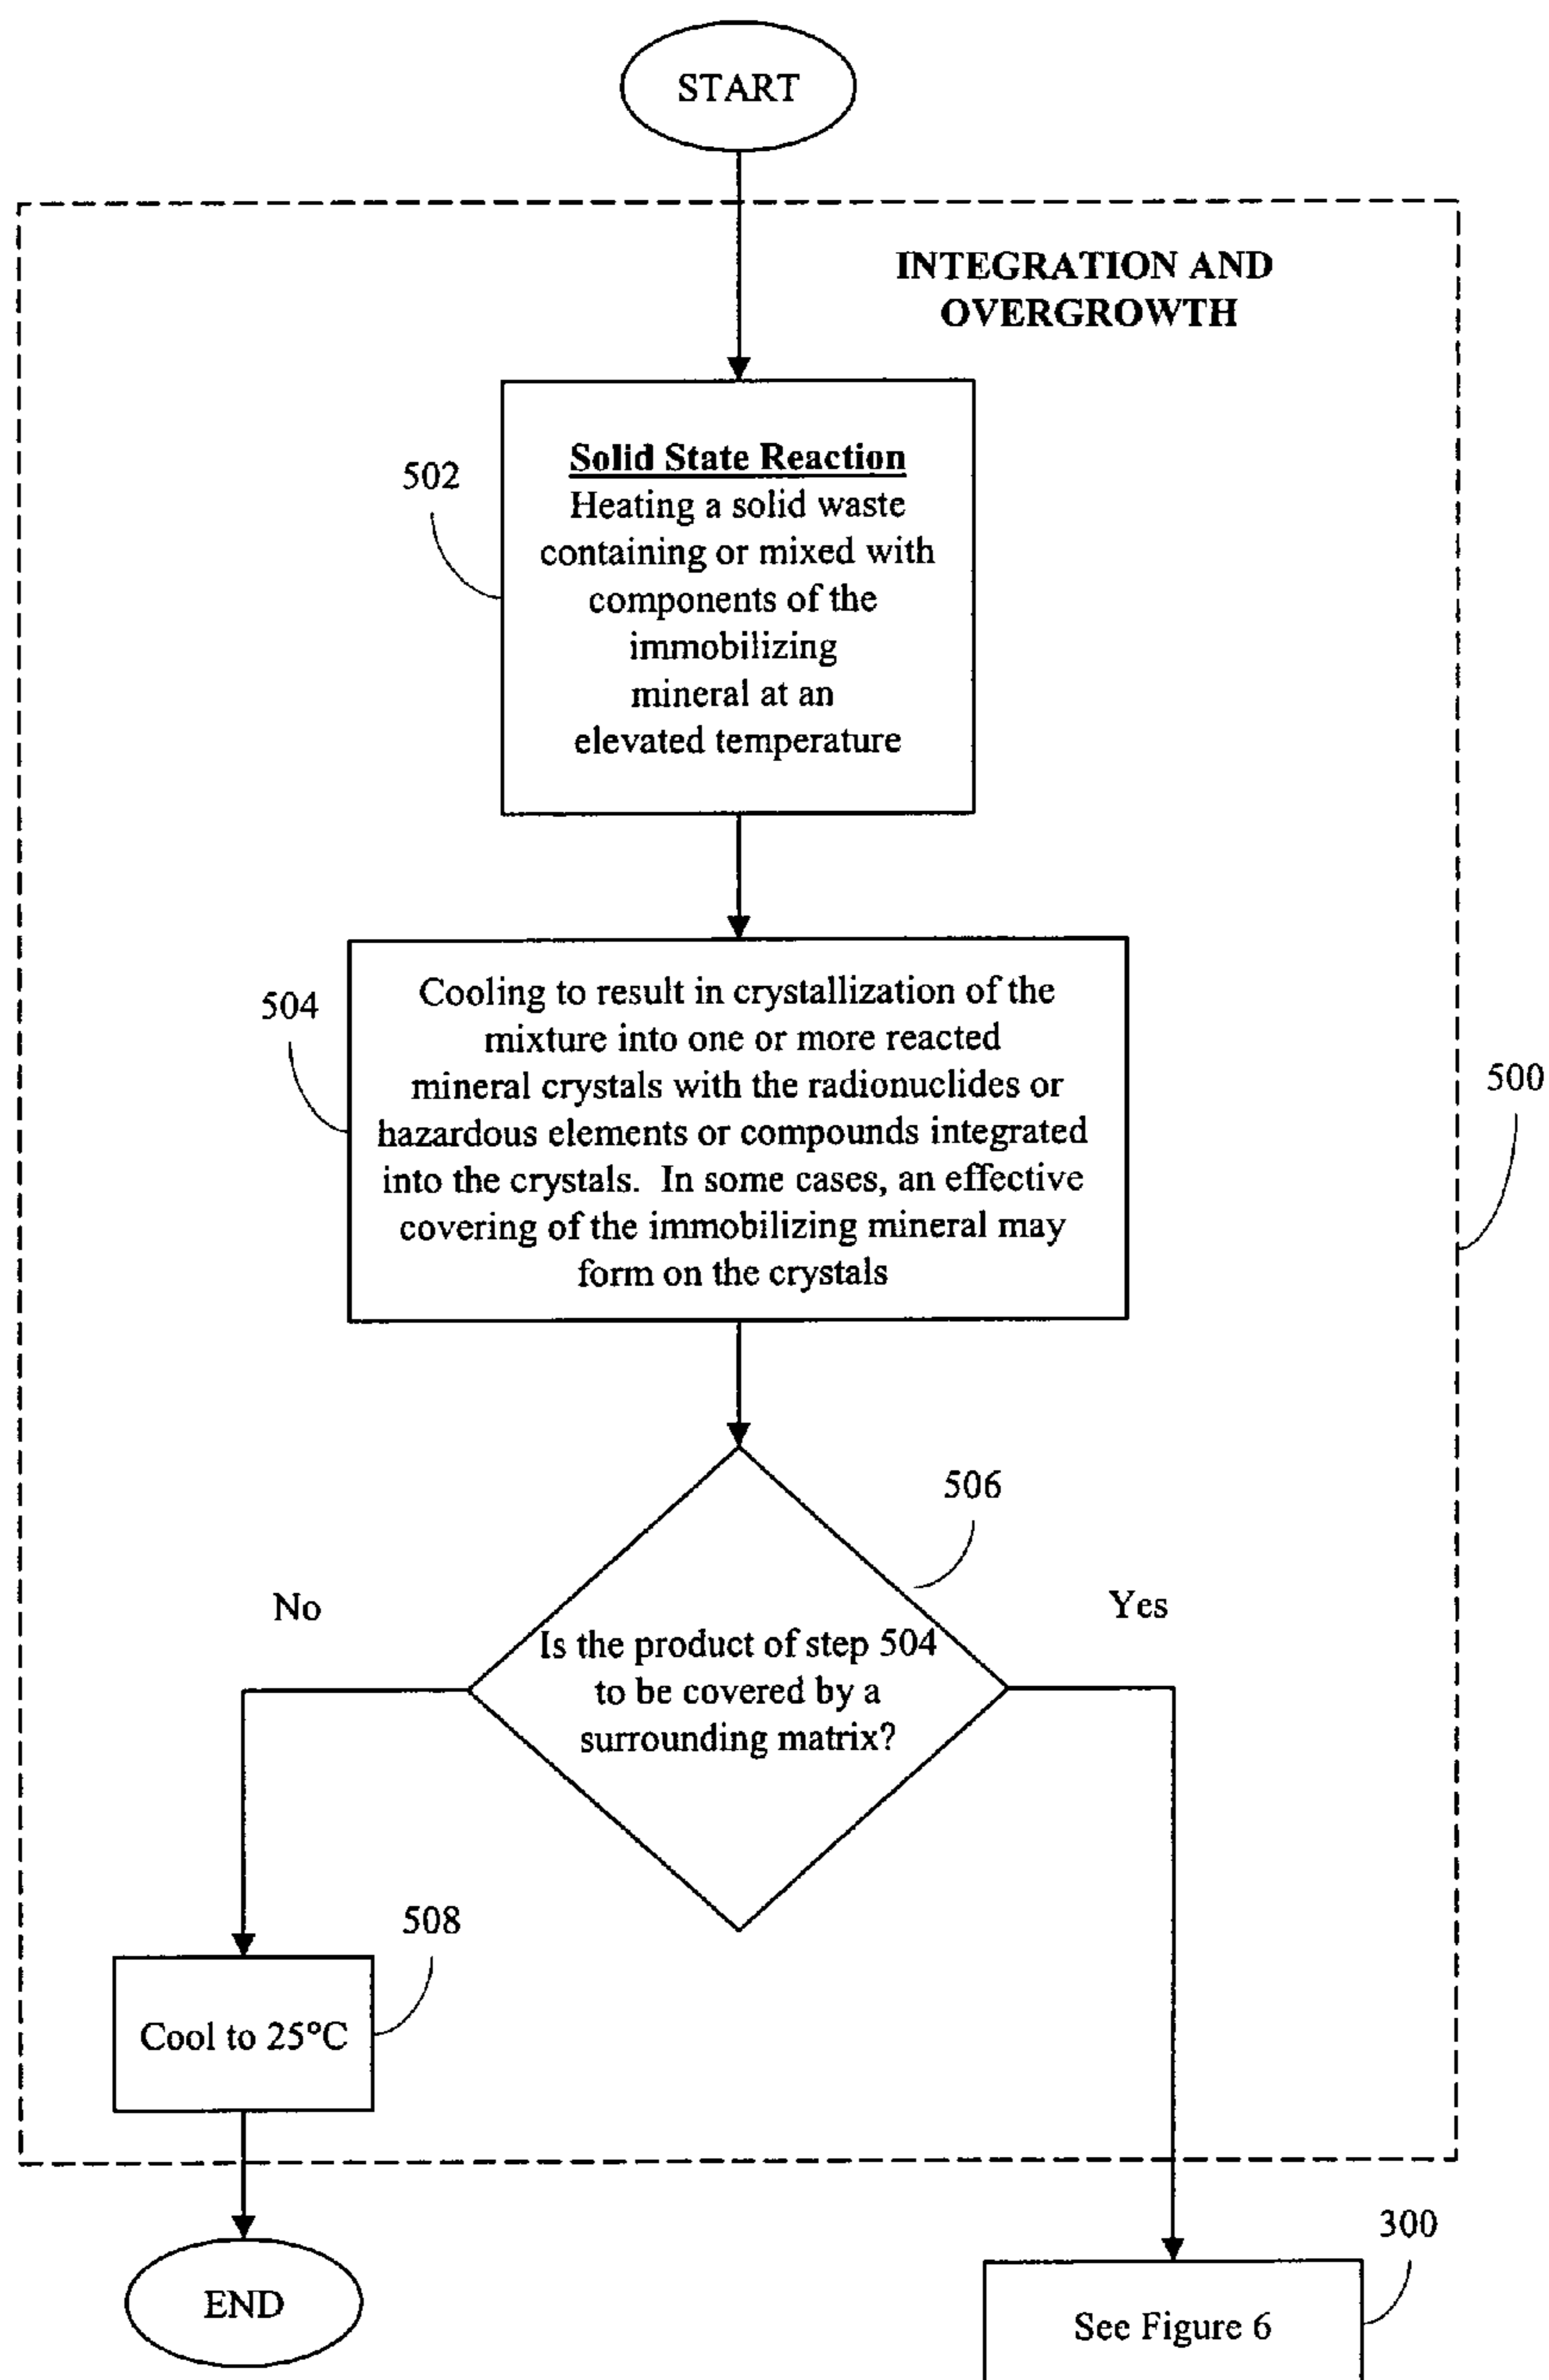 START
INTEGRATION AND
OVERGROWTH
502
Solid State Reaction
Heating a solid waste
containing or mixed with
components of the
immobilizing
mineral at an
elevated temperature
504
Cooling to result in crystallization of the
mixture into one or more reacted
mineral crystals with the radionuclides or
hazardous elements or compounds integrated
into the crystals. In some cases, an effective
covering of the immobilizing mineral may
form on the crystals
500
506
No
Yes
Is the product of step 504
to be covered by a
surrounding matrix?
508
Cool to 25°C
300
END
See Figure 6